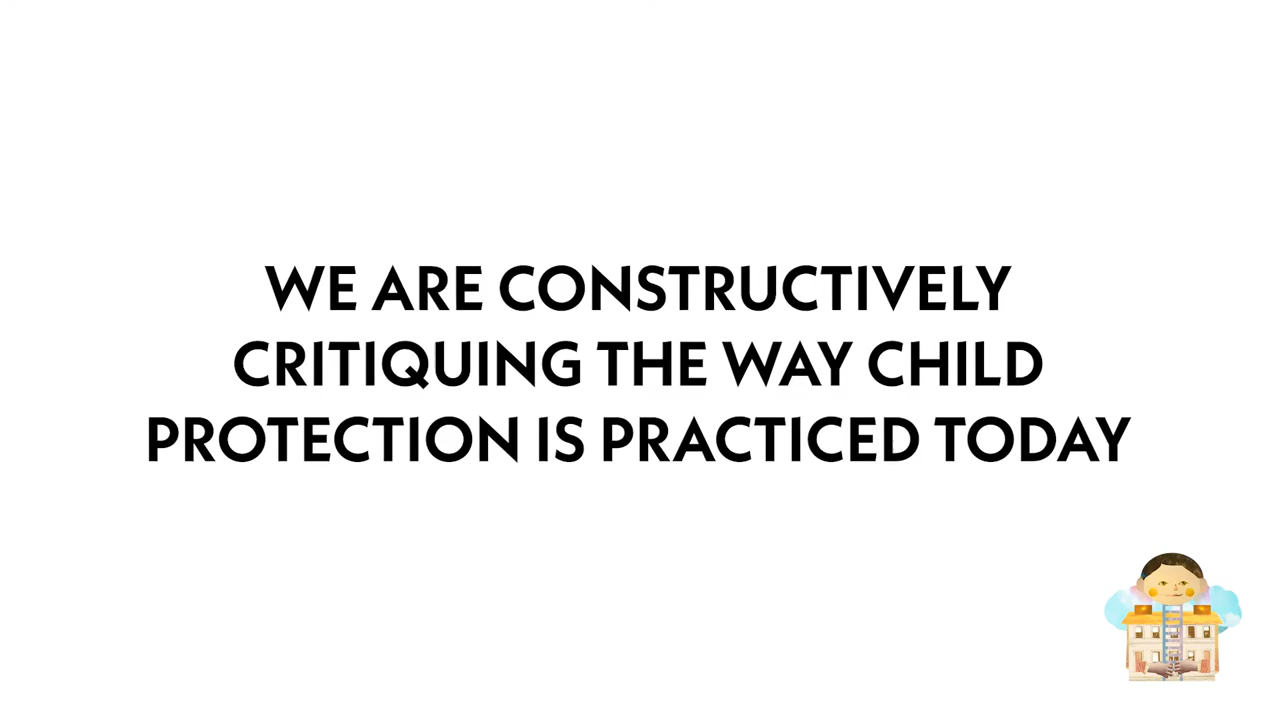 WE ARE CONSTRUCTIVELY
CRITIQUING THE WAY CHILD
PROTECTION IS PRACTICED TODAY